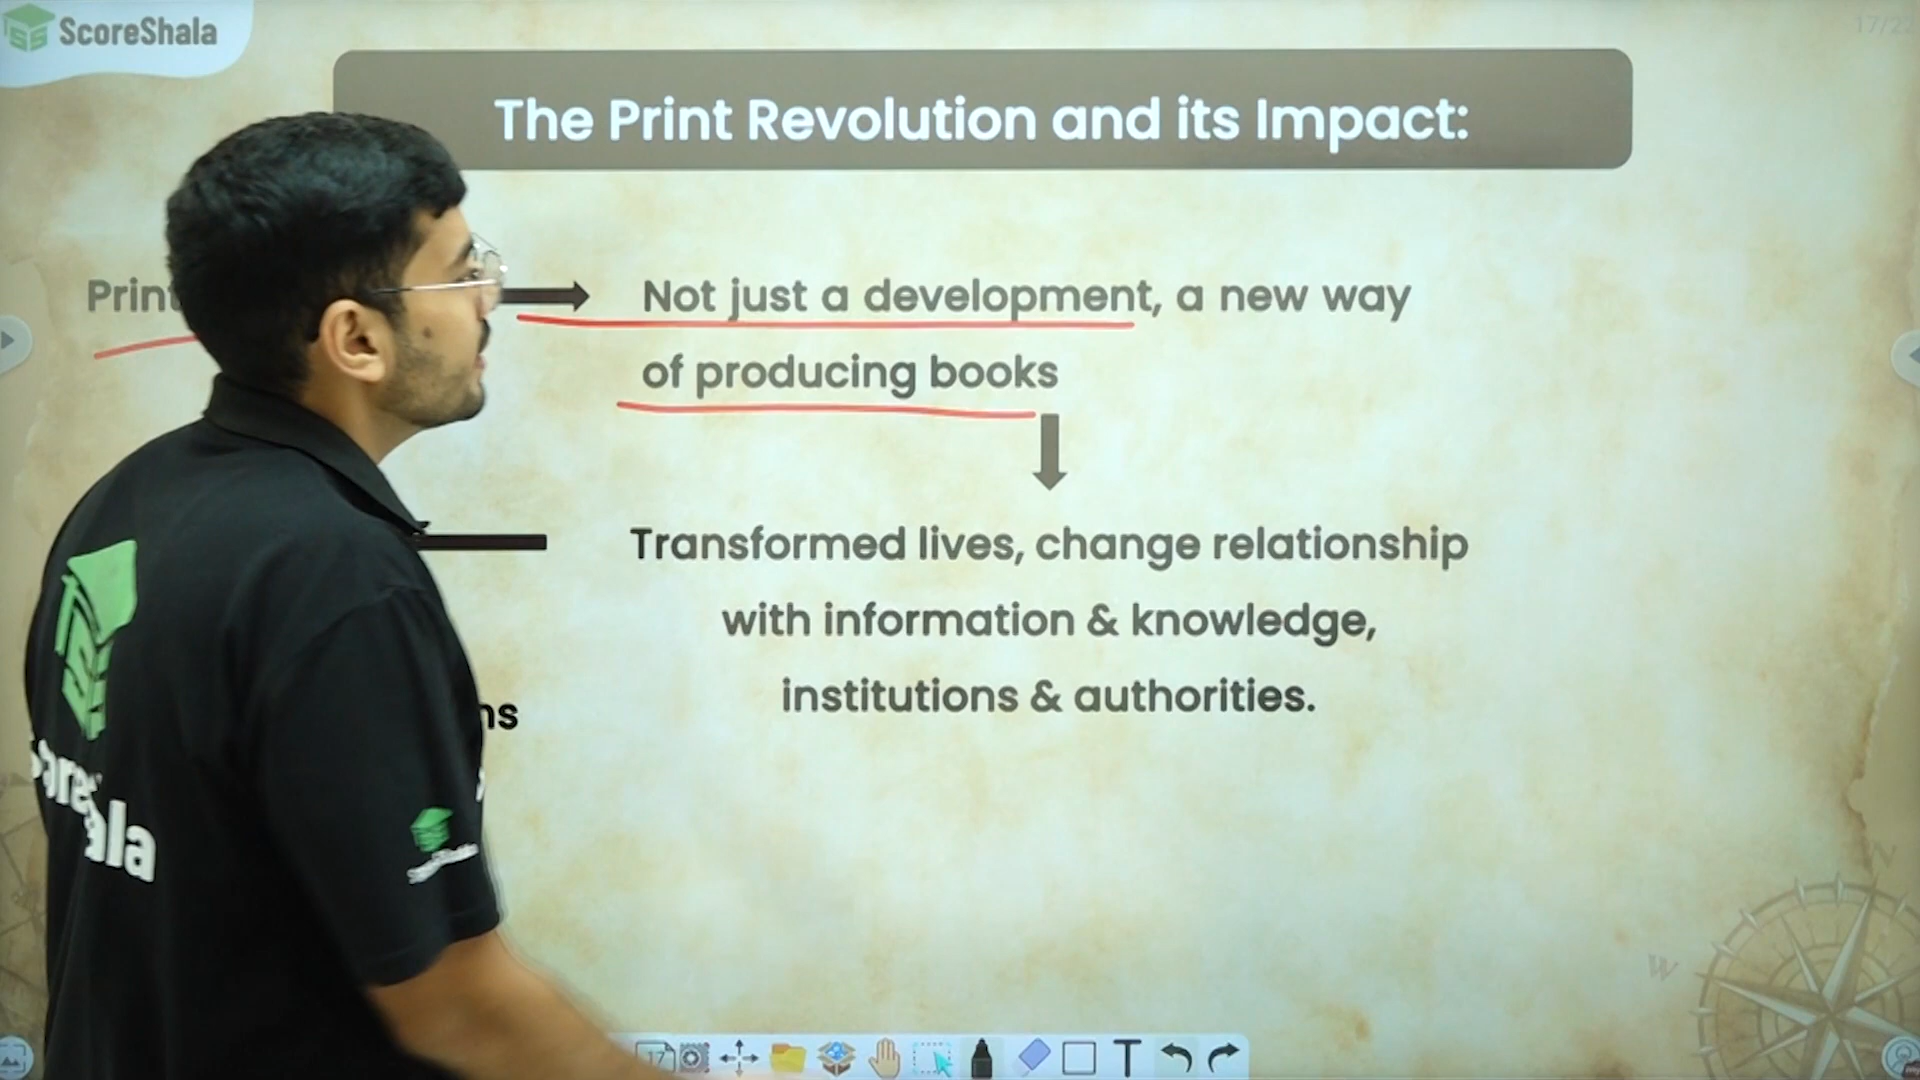 ScoreShala
The Print Revolution and its Impact:
Print
Not just a development, a new way
of producing books
Transformed lives, change relationship
with information & knowledge,
institutions & authorities.
17
T